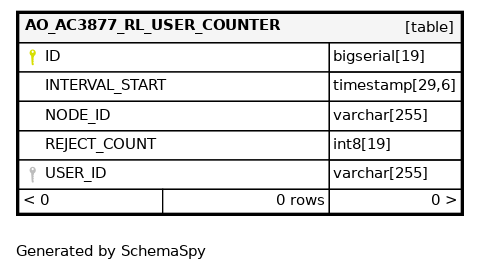 AO_AC3877_RL_USER_COUNTER [table]
ID bigserial[19]
INTERVAL_START timestamp[29,6]
NODE_ID varchar[255]
REJECT_COUNT int8[19]
USER_ID varchar[255]
< 0 0 rows 0 >
Generated by SchemaSpy